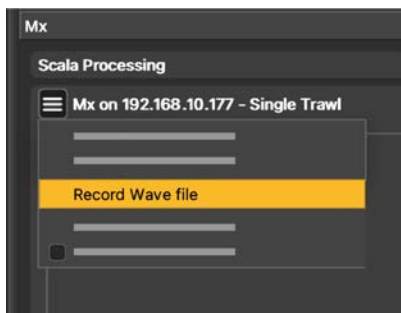 Mx
Scala Processing
Mx on 192.168.10.177 - Single Trawl
Record Wave file